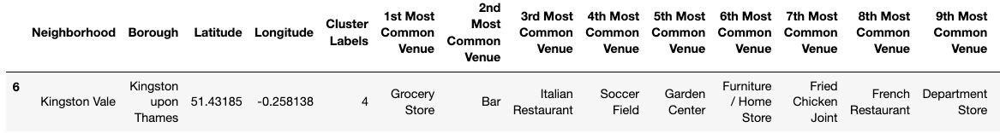 Neighborhood Borough Latitude Longitude Cluster Labels 1st Most Common Venue 2nd Most Common Venue 3rd Most Common Venue 4th Most Common Venue 5th Most Common Venue 6th Most Common Venue 7th Most Common Venue 8th Most Common Venue 9th Most Common Venue
6 Kingston Vale Kingston upon Thames 51.43185 -0.258138 4 Grocery Store Bar Italian Restaurant Soccer Field Garden Center Furniture / Home Store Fried Chicken Joint French Restaurant Department Store